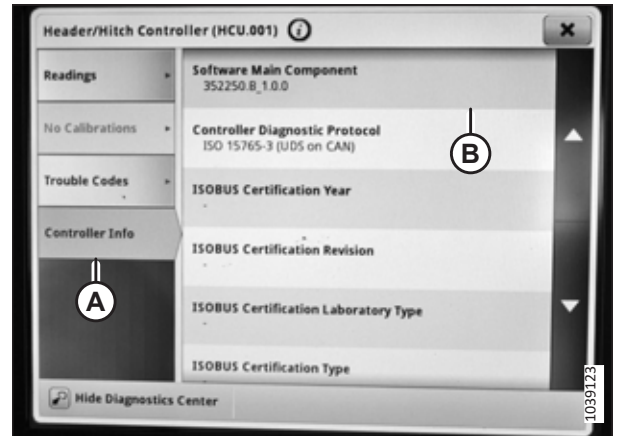 Header/Hitch Controller (HCU.001)
Readings
No Calibrations
Trouble Codes
Controller Info
A
Software Main Component
352250.B_1.0.0
Controller Diagnostic Protocol
ISO 15765-3 (UDS on CAN)
B
ISOBUS Certification Year
-
ISOBUS Certification Revision
-
ISOBUS Certification Laboratory Type
-
ISOBUS Certification Type
Hide Diagnostics Center
1039123